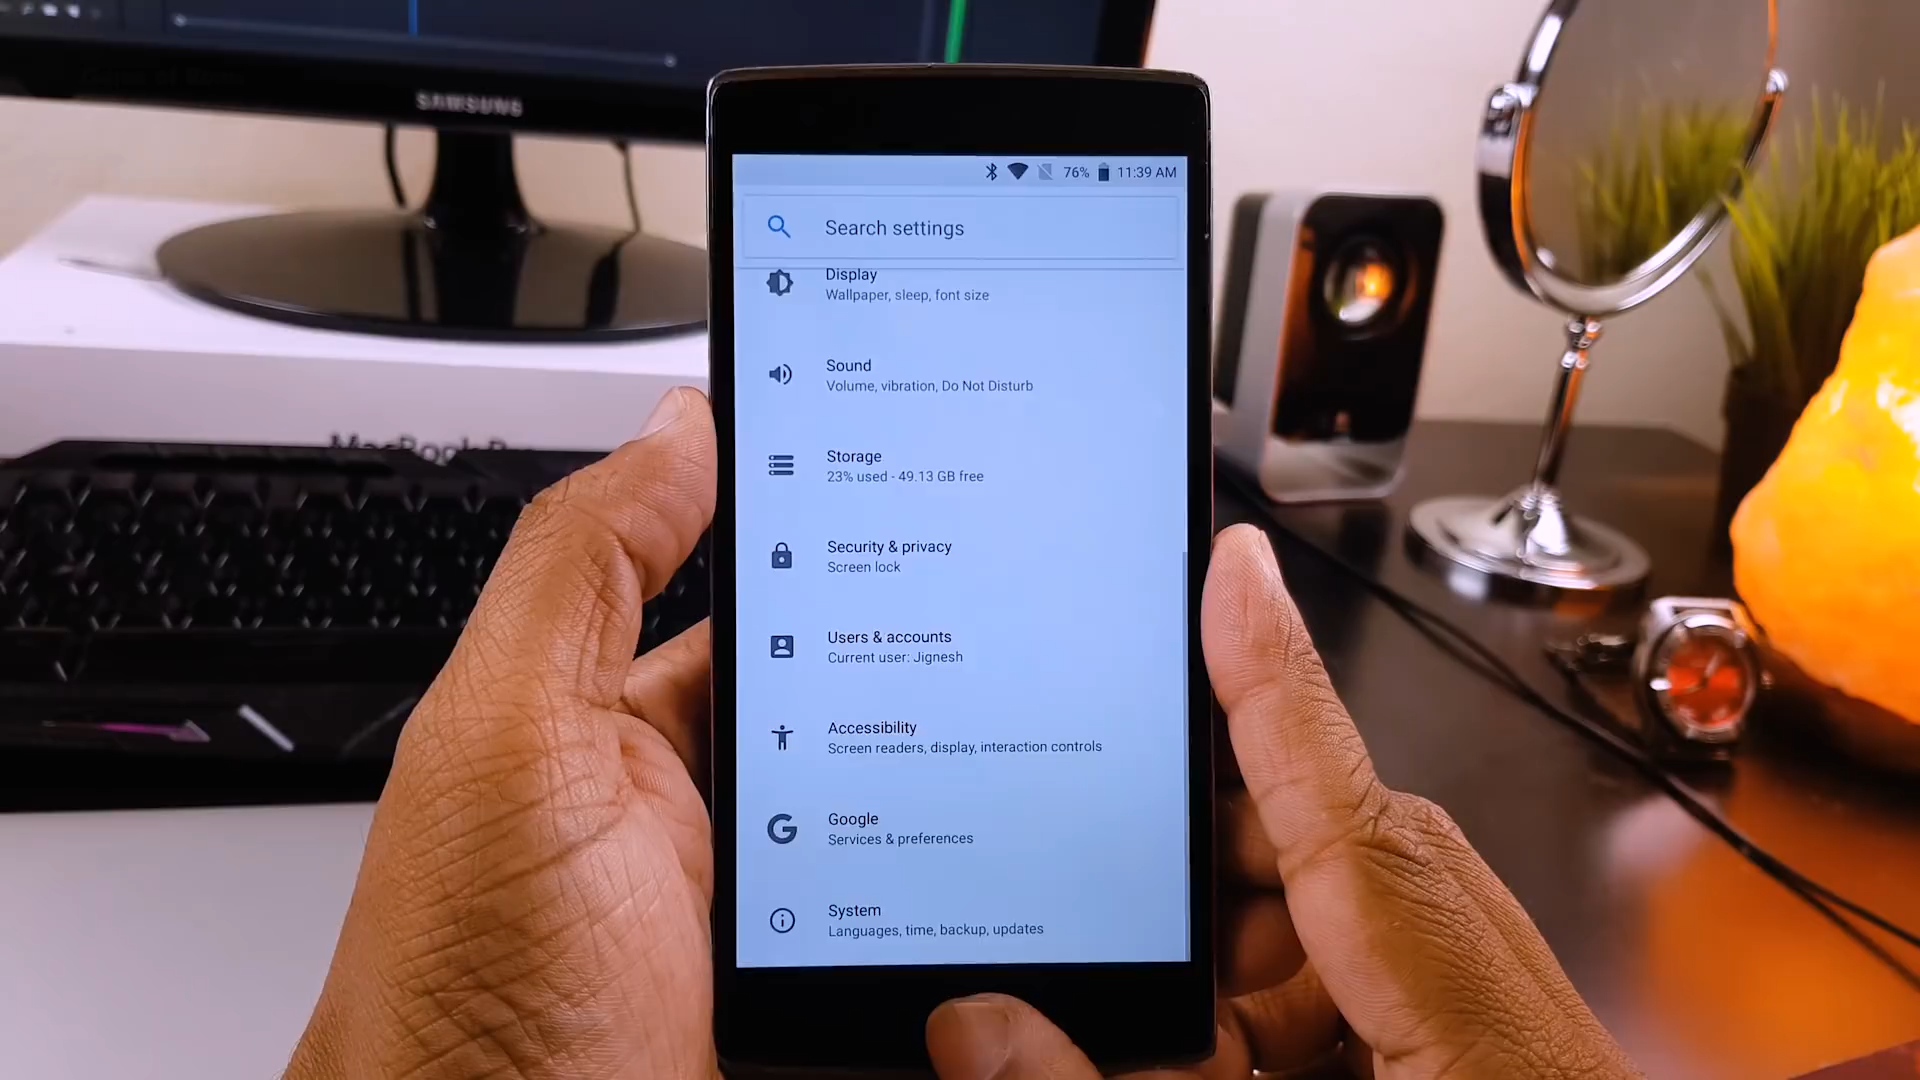 SAMSUNG
76% 11:39 AM
Search settings
Display
Wallpaper, sleep, font size
Sound
Volume, vibration, Do Not Disturb
Storage
23% used - 49.13 GB free
Security & privacy
Screen lock
Users & accounts
Current user: Jignesh
Accessibility
Screen readers, display, interaction controls
Google
Services & preferences
System
Languages, time, backup, updates
MacBook